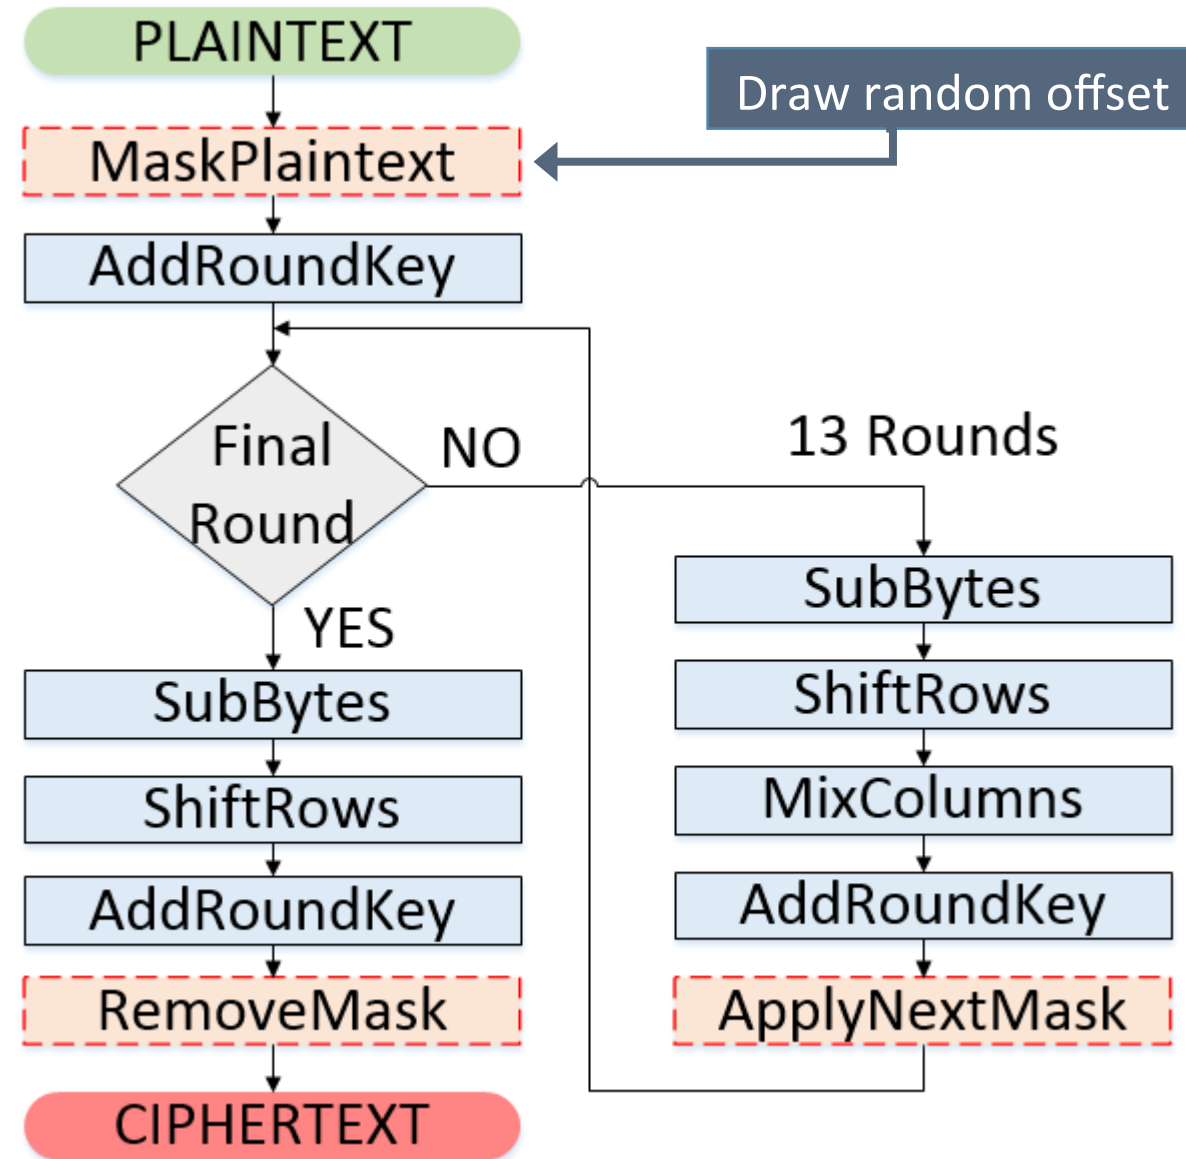 PLAINTEXT
Draw random offset
MaskPlaintext
AddRoundKey
Final
Round
NO
13 Rounds
YES
SubBytes
ShiftRows
AddRoundKey
RemoveMask
CIPHERTEXT
SubBytes
ShiftRows
MixColumns
AddRoundKey
ApplyNextMask